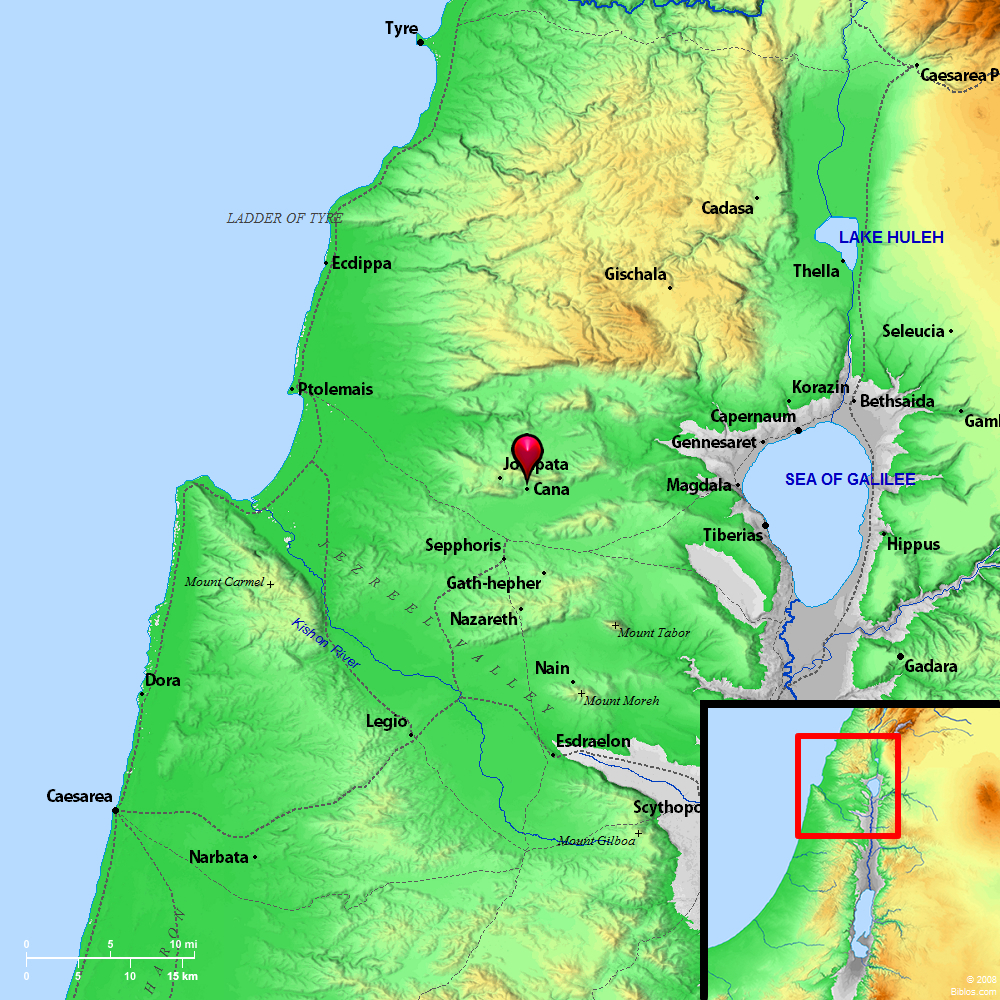 Tyre
Caesarea P
LADDER OF TYRE
Cadasa
LAKE HULEH
Ecdippa
Thella
Gischala
Seleucia
Ptolemais
Korazin
Bethsaida
Capernaum
Gennesaret
Jo pata
SEA OF GALILEE
Magdala
Cana
Tiberias
Sepphoris
Hippus
JEZREEL VALLEY
Mount Carmel
Gath-hepher
Nazareth
Kishon River
Mount Tabor
Gadara
Nain
Dora
Mount Moreh
Legio
Esdraelon
Caesarea
Scythopo
Mount Gilboa
Narbata
HARON
0 5 10 mi
0 5 10 15 km
© 2008
Biblos.com